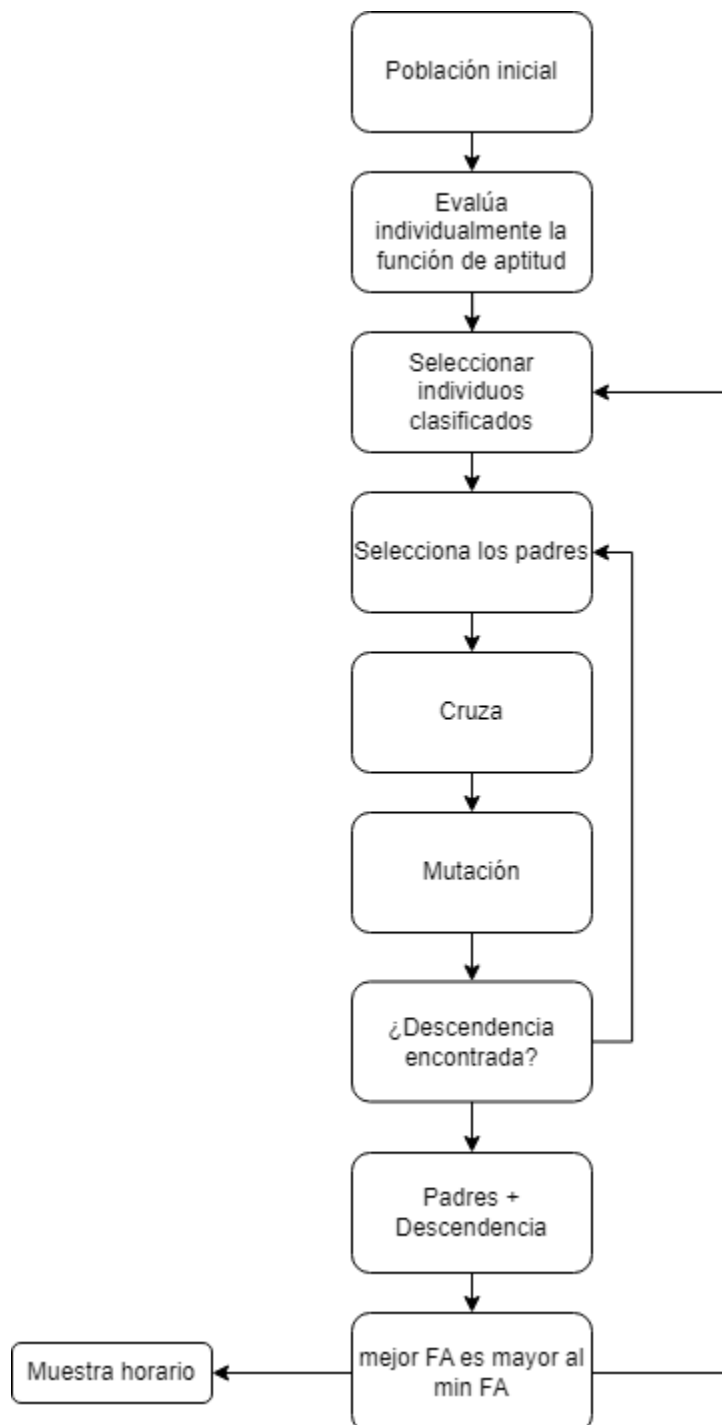 Población inicial
Evalúa
individualmente la
función de aptitud
Seleccionar
individuos
clasificados
Selecciona los padres
Cruza
Mutación
¿Descendencia
encontrada?
Padres +
Descendencia
mejor FA es mayor al
min FA
Muestra horario